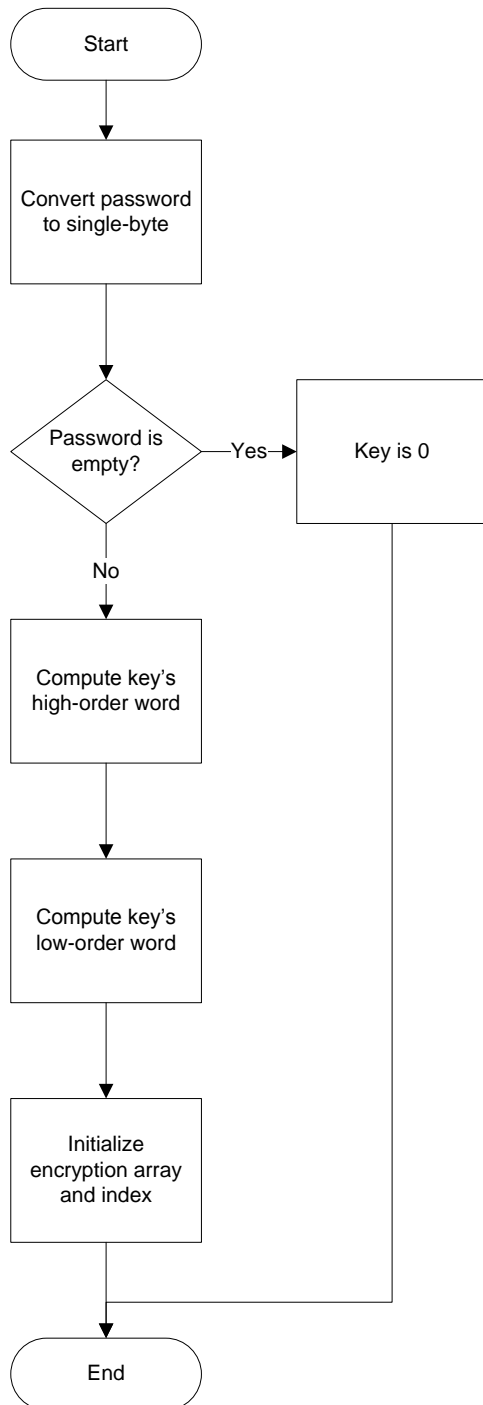 Start
Convert password
to single-byte
Password is
empty?
Yes
Key is 0
No
Compute key’s
high-order word
Compute key’s
low-order word
Initialize
encryption array
and index
End